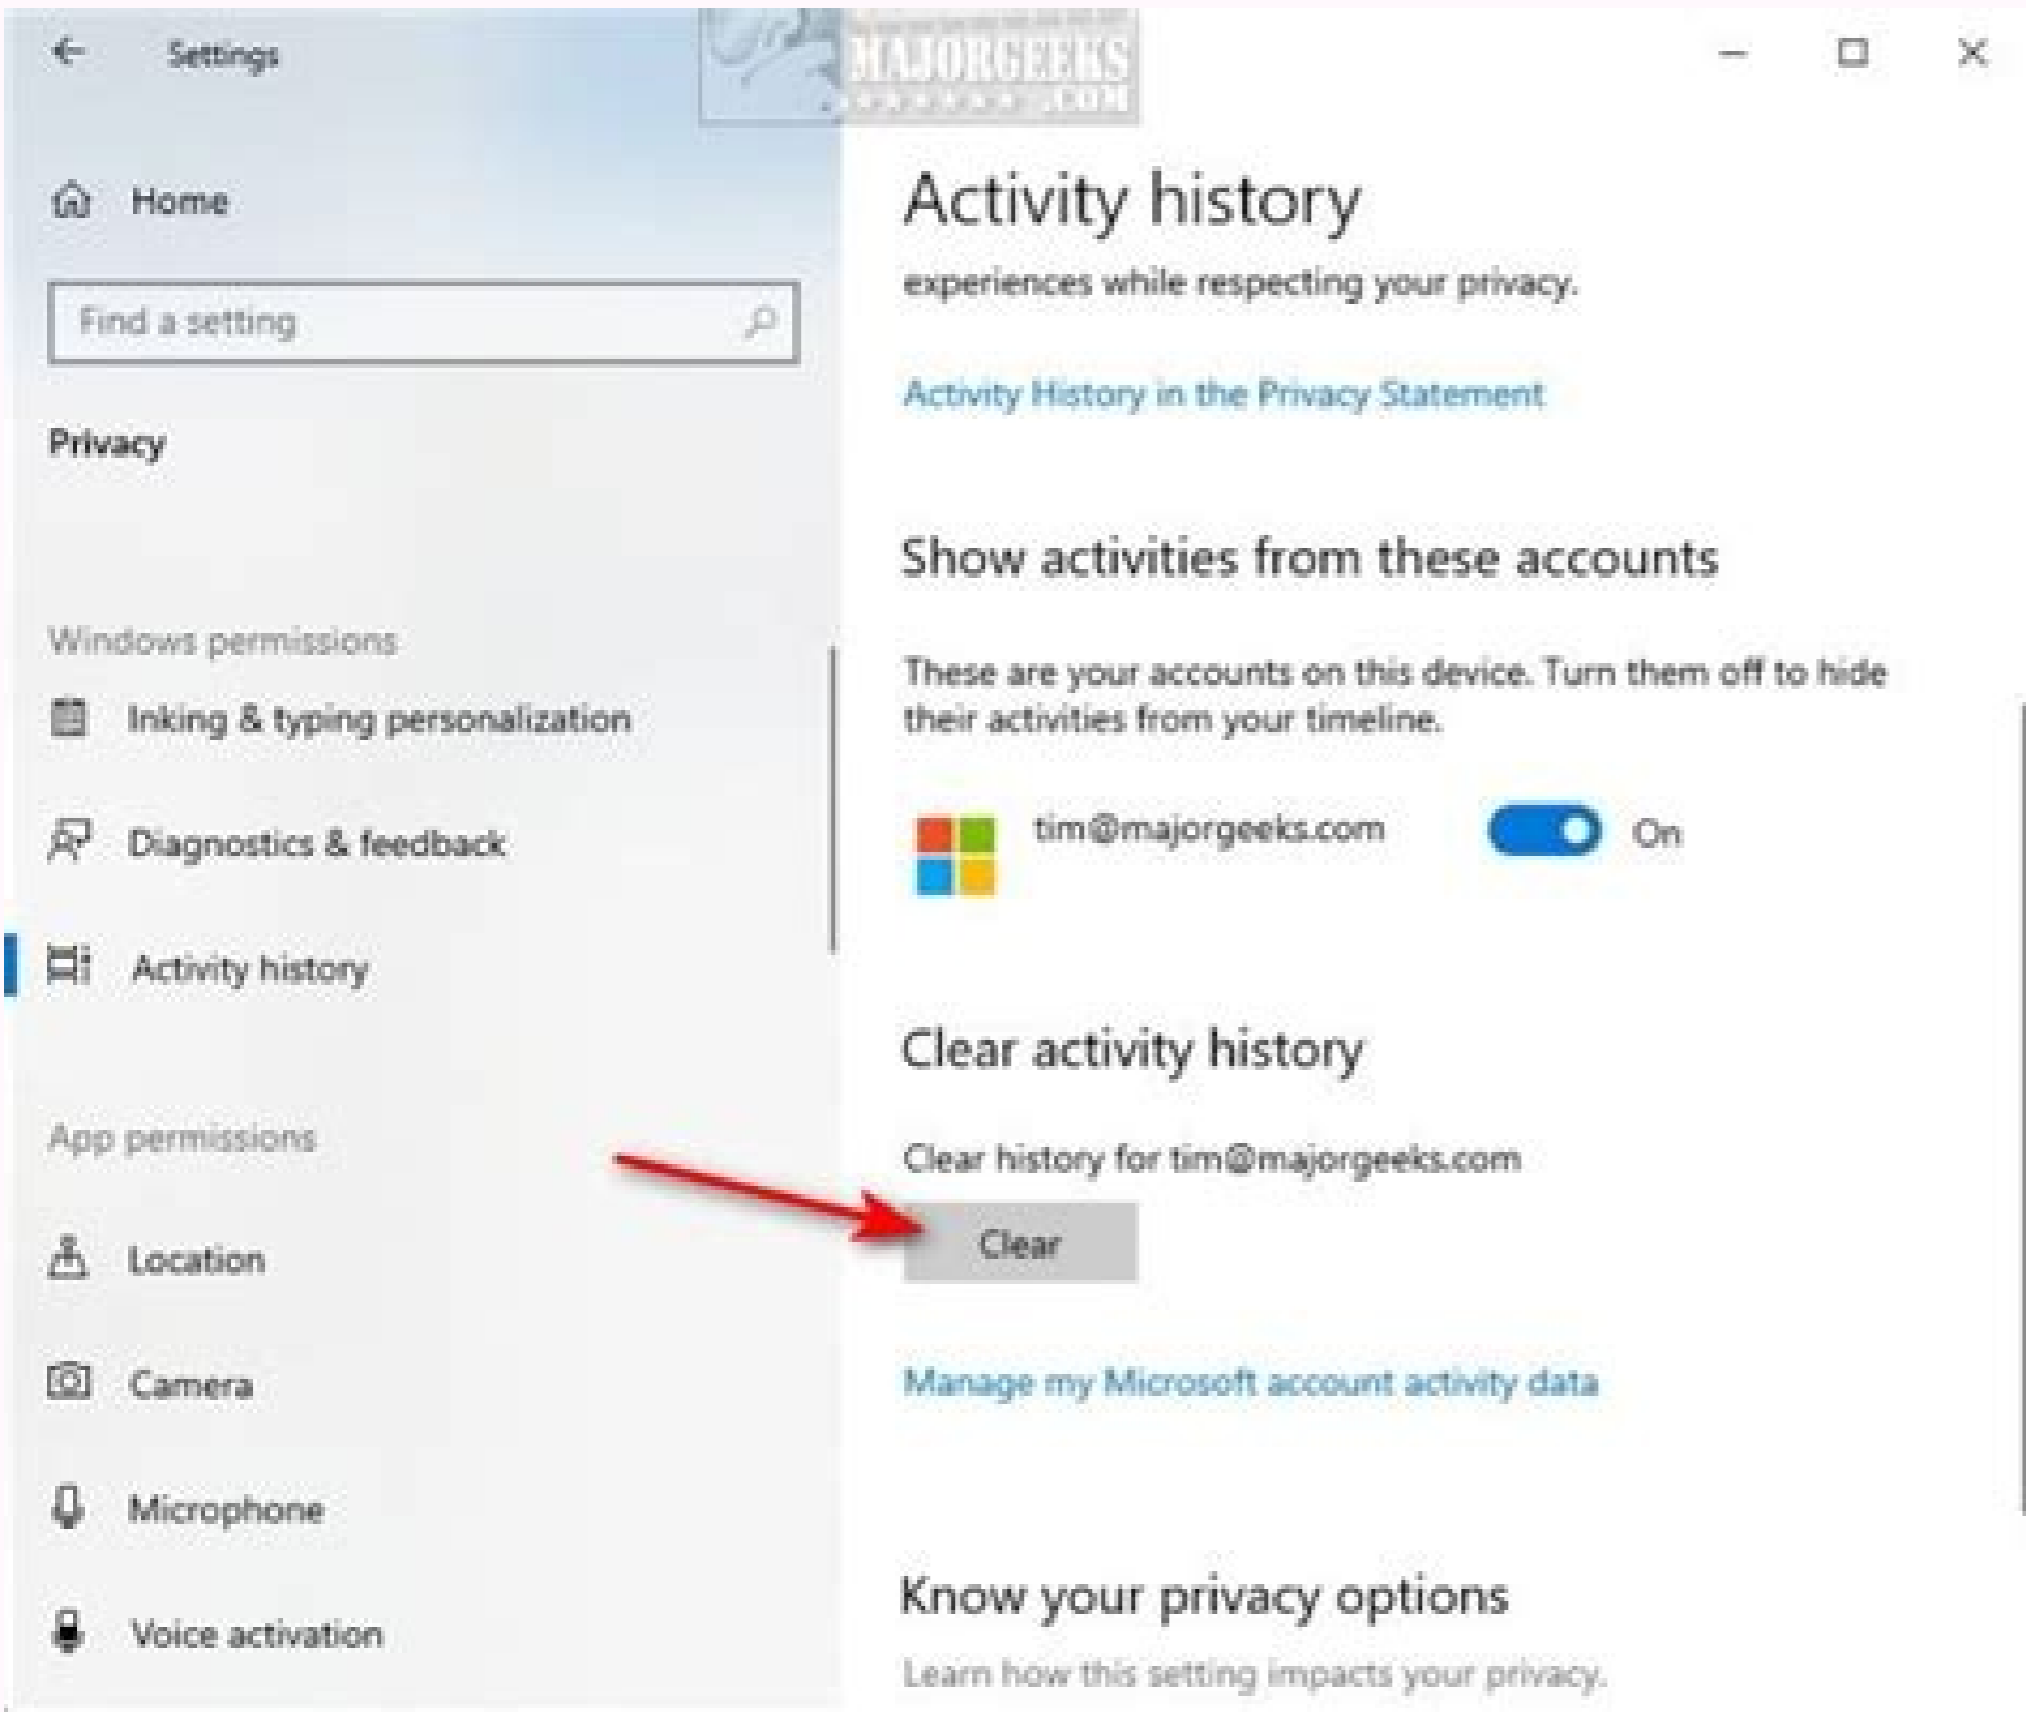 Settings
MAJORGEEKS
.COM
Home
Find a setting
Privacy
Windows permissions
Inking & typing personalization
Diagnostics & feedback
Activity history
App permissions
Location
Camera
Microphone
Voice activation
Activity history
experiences while respecting your privacy.
Activity History in the Privacy Statement
Show activities from these accounts
These are your accounts on this device. Turn them off to hide
their activities from your timeline.
tim@majorgeeks.com On
Clear activity history
Clear history for tim@majorgeeks.com
Clear
Manage my Microsoft account activity data
Know your privacy options
Learn how this setting impacts your privacy.